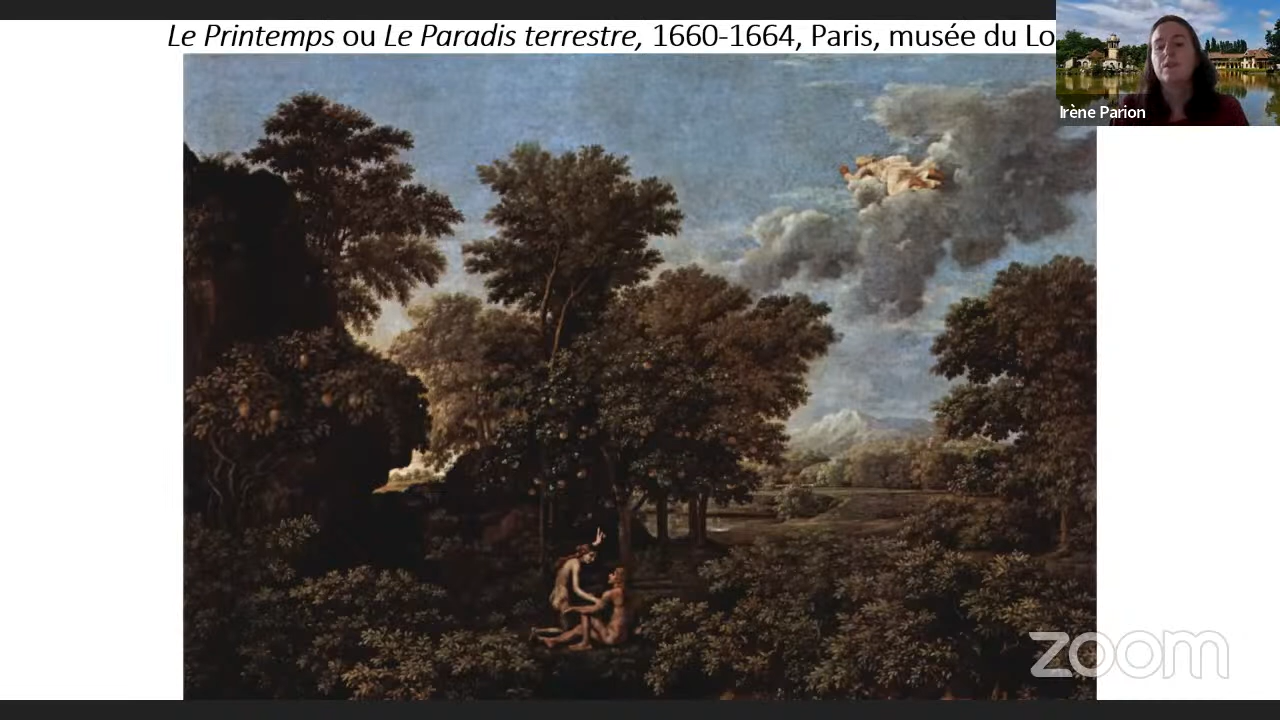 Le Printemps ou Le Paradis terrestre, 1660-1664, Paris, musée du Lo
Irène Parion
zoom